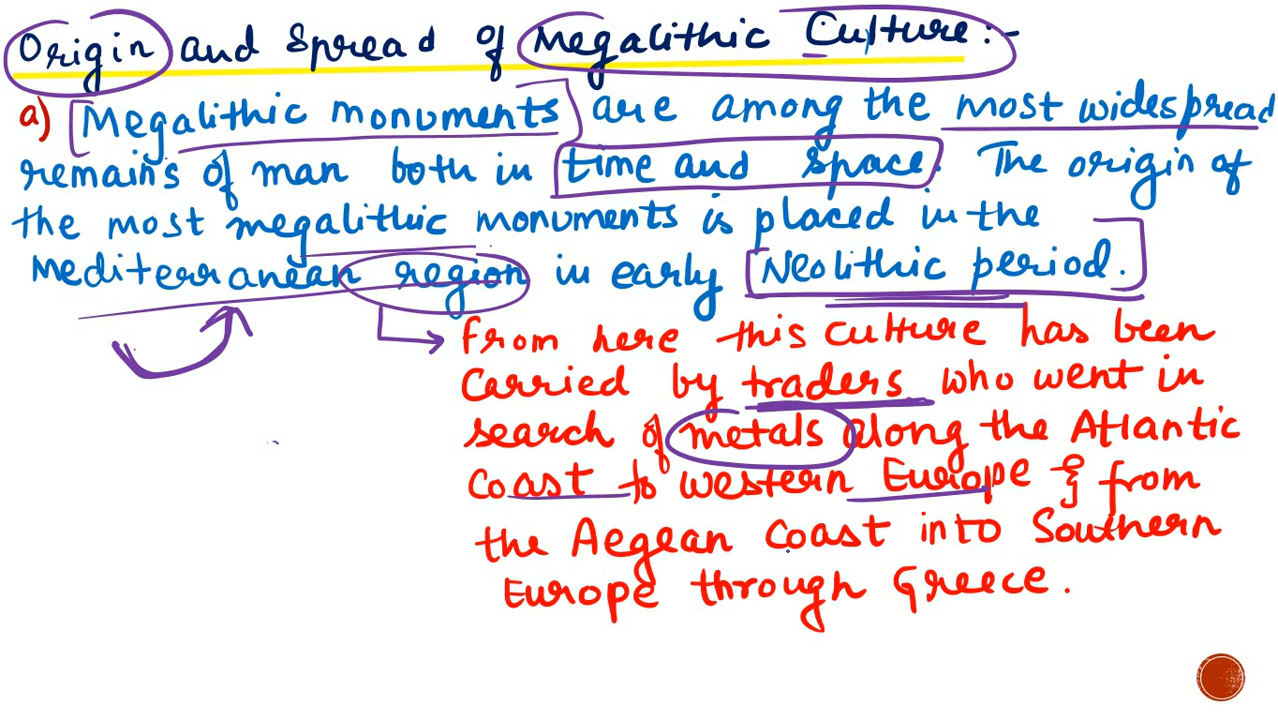 Origin and Spread of Megalithic Culture:-
a) Megalithic monuments are among the most widespread
remains of man both in time and space. The origin of
the most megalithic monuments is placed in the
Mediterranean region in early Neolithic period.
From here this culture has been
carried by traders who went in
search of metals along the Atlantic
Coast to western Europe & from
the Aegean Coast into Southern
Europe through Greece.